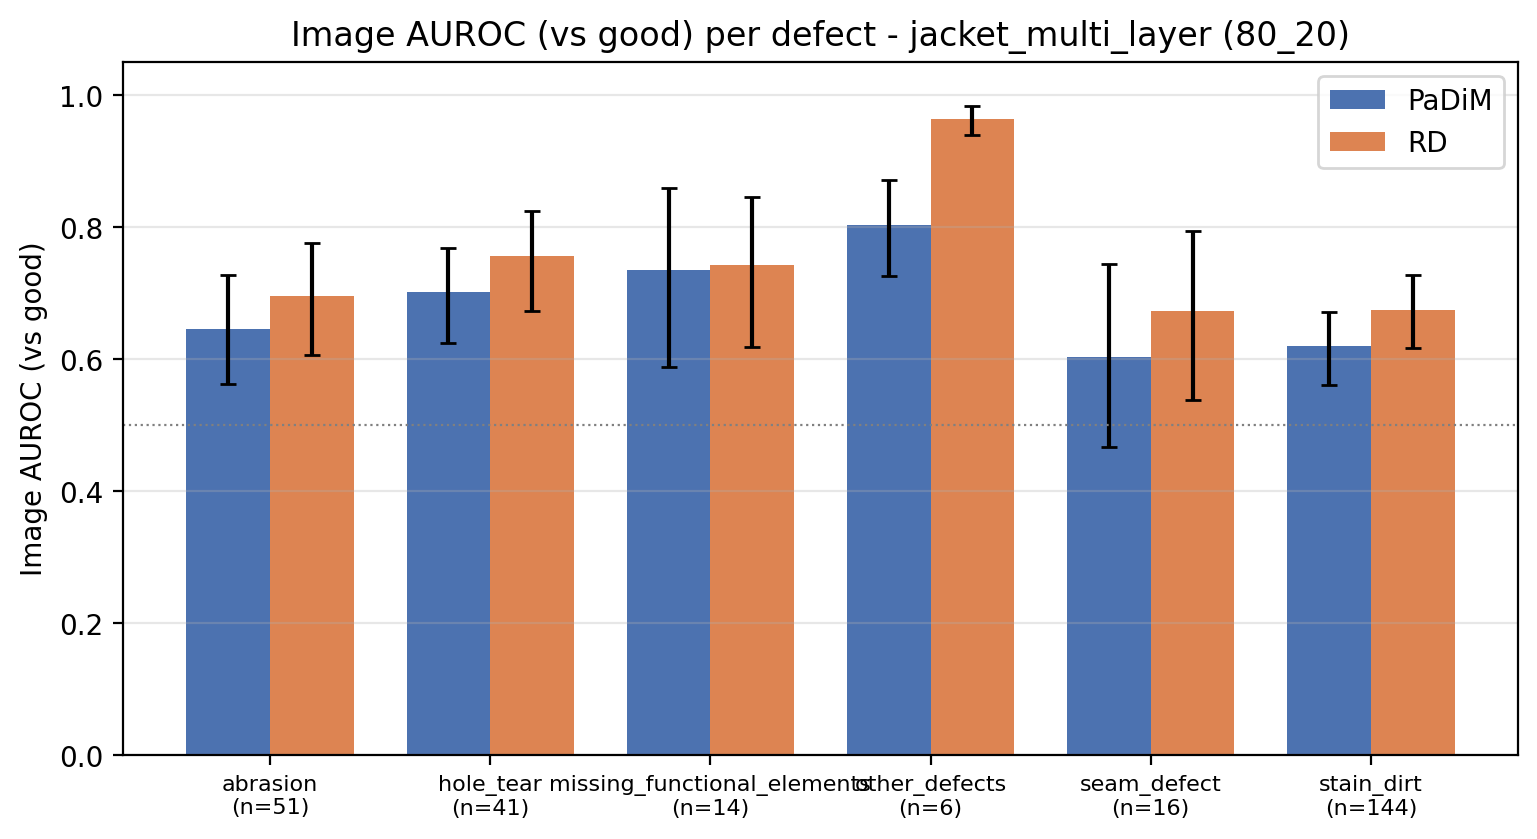 Image AUROC (vs good) per defect - jacket_multi_layer (80_20)
PaDiM
RD
Image AUROC (vs good)
1.0
0.8
0.6
0.4
0.2
0.0
abrasion
(n=51)
hole_tear
(n=41)
missing_functional_elements
(n=14)
other_defects
(n=6)
seam_defect
(n=16)
stain_dirt
(n=144)